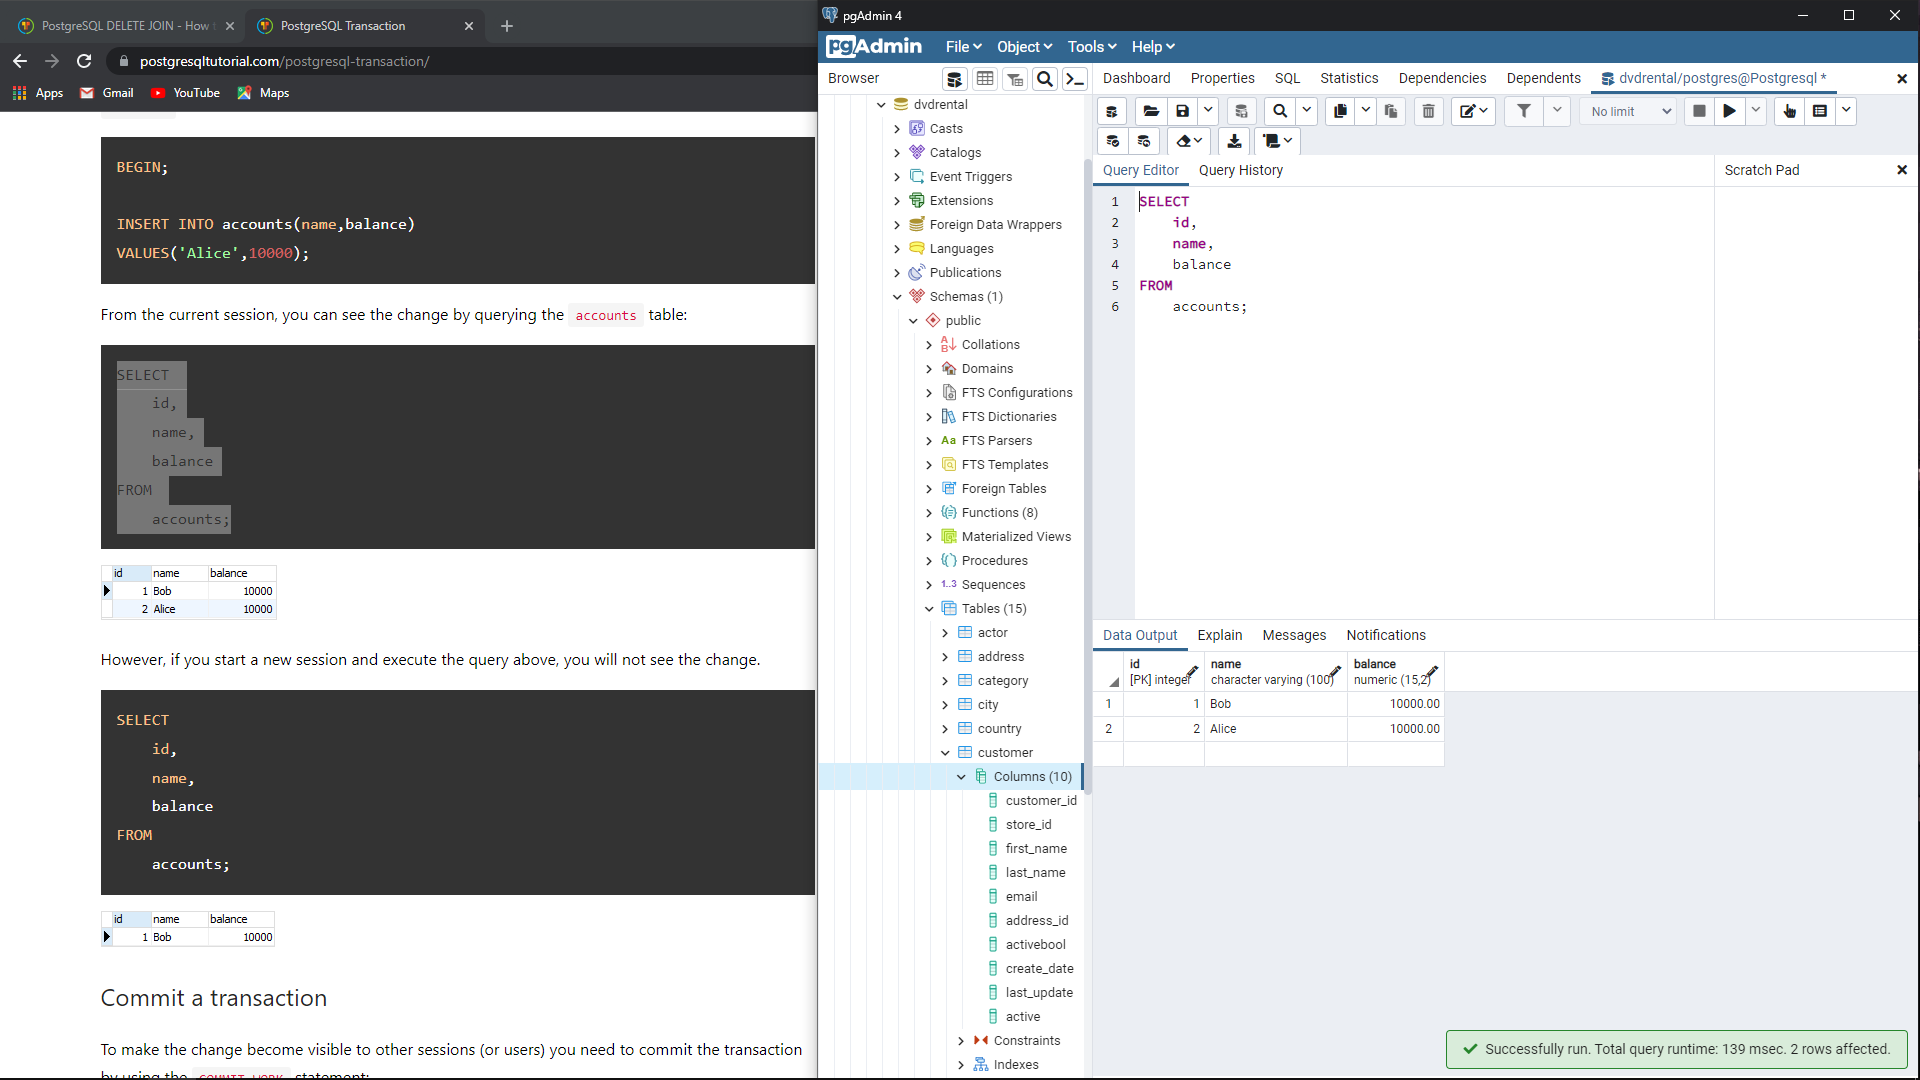 PostgreSQL DELETE JOIN - How
PostgreSQL Transaction
postgresqltutorial.com/postgresql-transaction/
Apps
Gmail
YouTube
Maps
BEGIN;
INSERT INTO accounts(name,balance)
VALUES('Alice',10000);
From the current session, you can see the change by querying the accounts table:
SELECT
id,
name,
balance
FROM
accounts;
id name balance
1 Bob 10000
2 Alice 10000
However, if you start a new session and execute the query above, you will not see the change.
SELECT
id,
name,
balance
FROM
accounts;
id name balance
1 Bob 10000
Commit a transaction
To make the change become visible to other sessions (or users) you need to commit the transaction
by using the COMMIT WORK statement:
pgAdmin 4
pgAdmin
File
Object
Tools
Help
Browser
dvdrental
Casts
Catalogs
Event Triggers
Extensions
Foreign Data Wrappers
Languages
Publications
Schemas (1)
public
Collations
Domains
FTS Configurations
FTS Dictionaries
Aa FTS Parsers
FTS Templates
Foreign Tables
Functions (8)
Materialized Views
Procedures
1..3 Sequences
Tables (15)
actor
address
category
city
country
customer
Columns (10)
customer_id
store_id
first_name
last_name
email
address_id
activebool
create_date
last_update
active
Constraints
Indexes
Dashboard
Properties
SQL
Statistics
Dependencies
Dependents
dvdrental/postgres@Postgresql *
No limit
Query Editor
Query History
Scratch Pad
1 SELECT
2 id,
3 name,
4 balance
5 FROM
6 accounts;
Data Output
Explain
Messages
Notifications
id name balance
[PK] integer character varying (100) numeric (15,2)
1 1 Bob 10000.00
2 2 Alice 10000.00
Successfully run. Total query runtime: 139 msec. 2 rows affected.